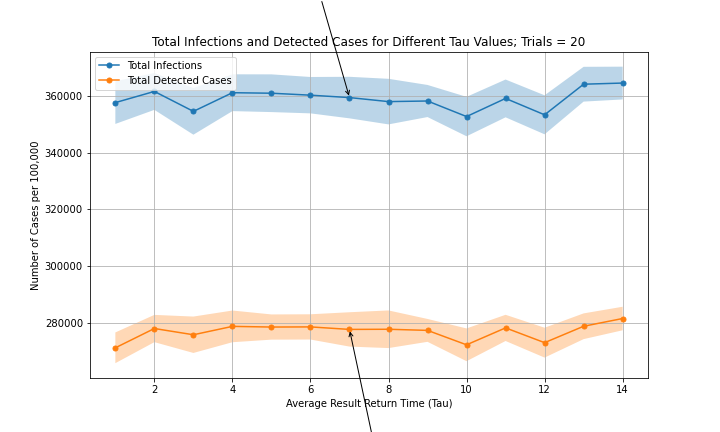 Total Infections and Detected Cases for Different Tau Values; Trials = 20
Total Infections
Total Detected Cases
Number of Cases per 100,000
360000
340000
320000
300000
280000
2 4 6 8 10 12 14
Average Result Return Time (Tau)